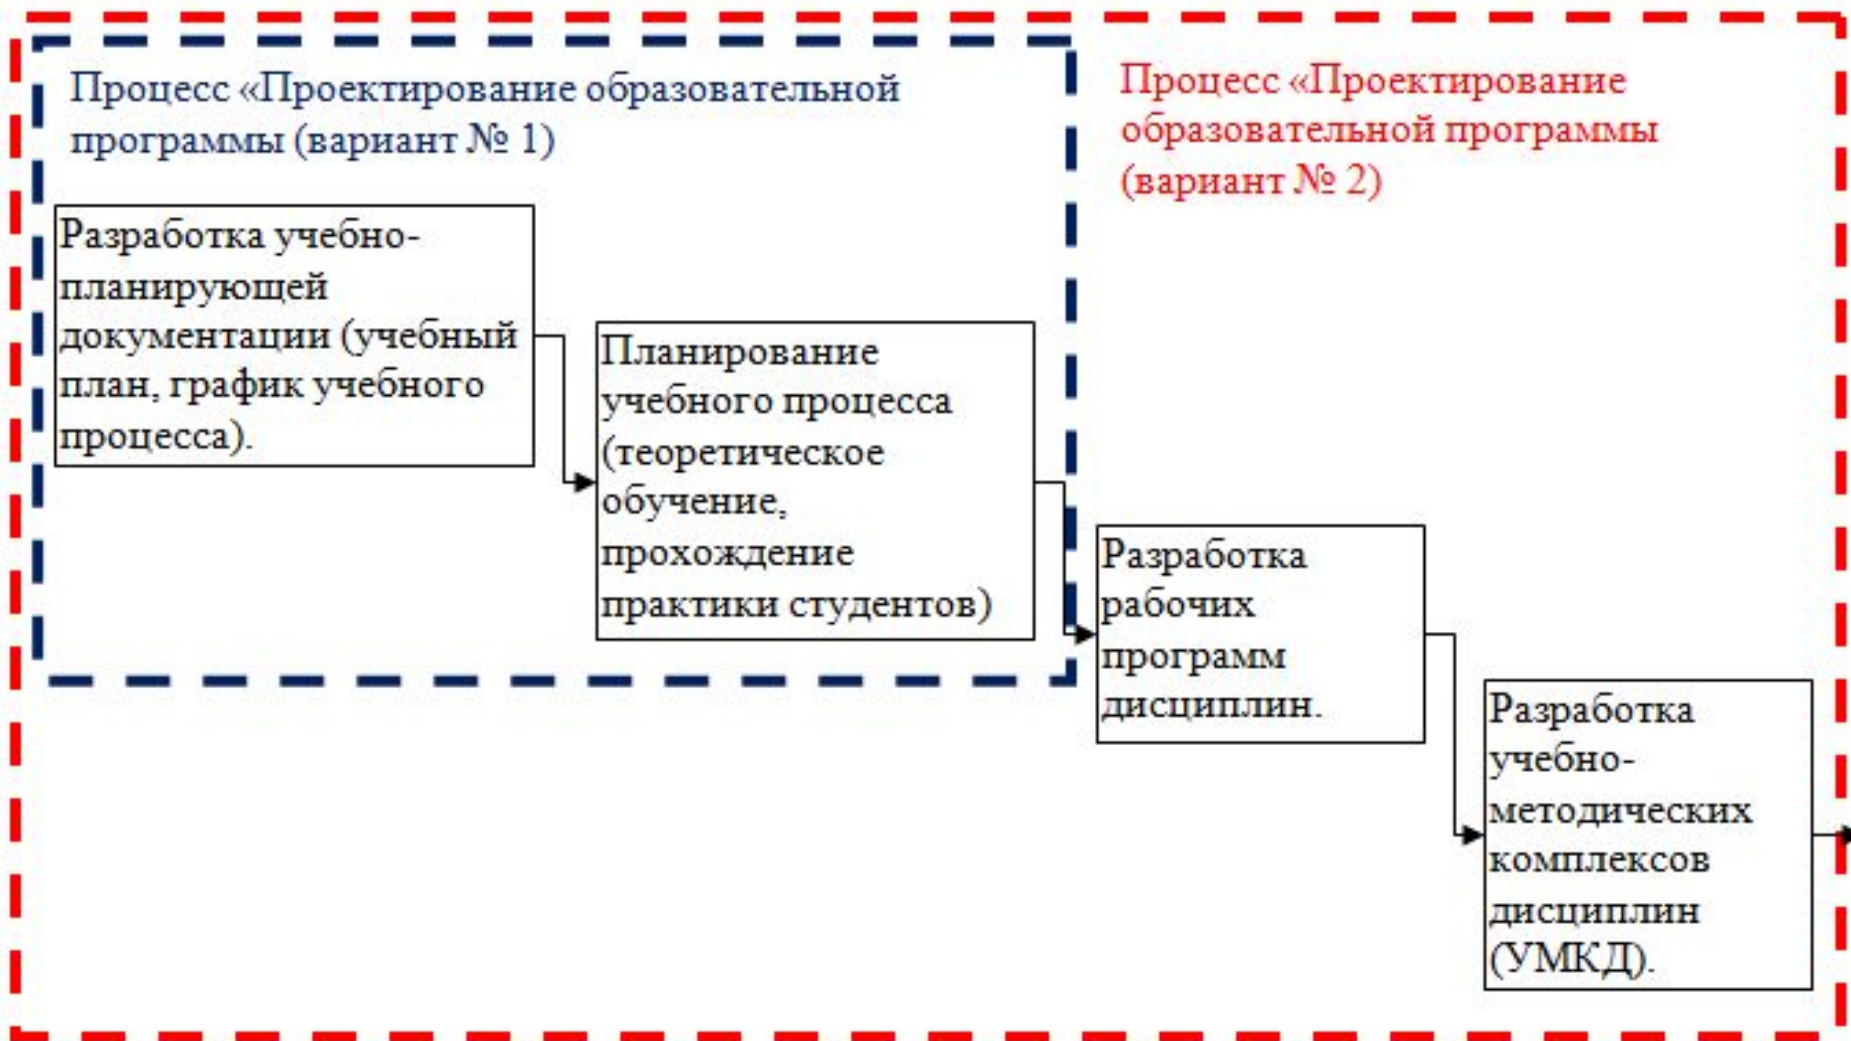 Процесс «Проектирование образовательной
программы (вариант № 1)
Процесс «Проектирование
образовательной программы
(вариант № 2)
Разработка учебно-
планирующей
документации (учебный
план, график учебного
процесса).
Планирование
учебного процесса
(теоретическое
обучение,
прохождение
практики студентов)
Разработка
рабочих
программ
дисциплин.
Разработка
учебно-
методических
комплексов
дисциплин
(УМКД).